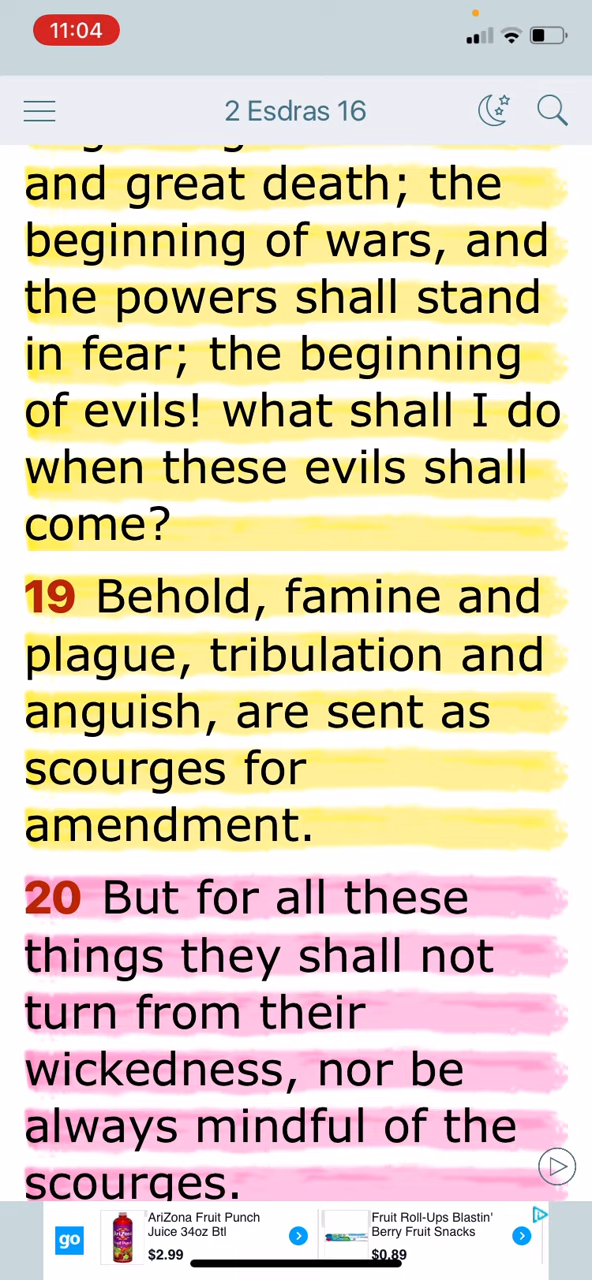 11:04
2 Esdras 16
and great death; the
beginning of wars, and
the powers shall stand
in fear; the beginning
of evils! what shall I do
when these evils shall
come?
19 Behold, famine and
plague, tribulation and
anguish, are sent as
scourges for
amendment.
20 But for all these
things they shall not
turn from their
wickedness, nor be
always mindful of the
scourges.
go
AriZona Fruit Punch
Juice 34oz Btl
$2.99
Fruit Roll-Ups Blastin'
Berry Fruit Snacks
$0.89